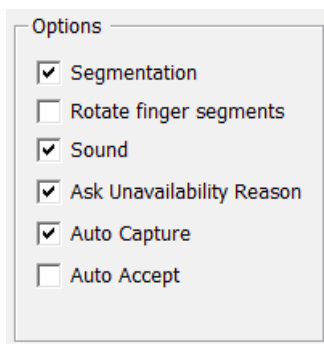 Options
Segmentation
Rotate finger segments
Sound
Ask Unavailability Reason
Auto Capture
Auto Accept